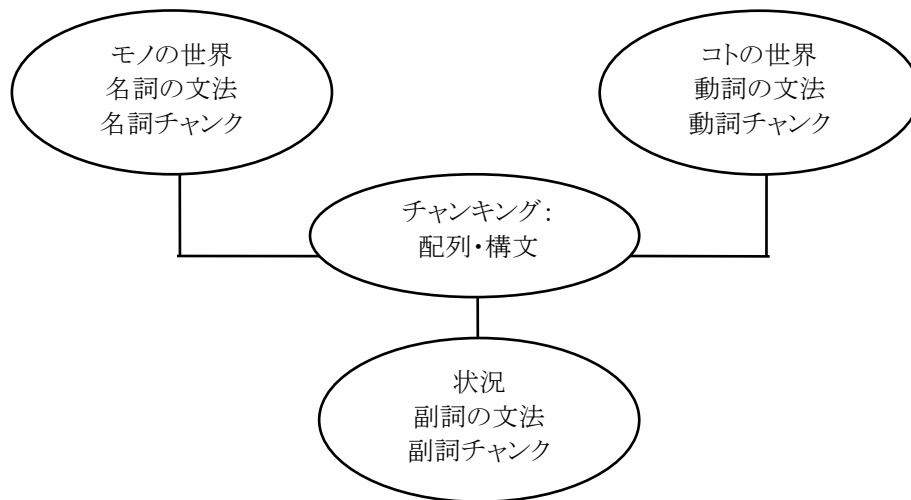 モノの世界
名詞の文法
名詞チャンク
コトの世界
動詞の文法
動詞チャンク
チャンキング：
配列・構文
状況
副詞の文法
副詞チャンク